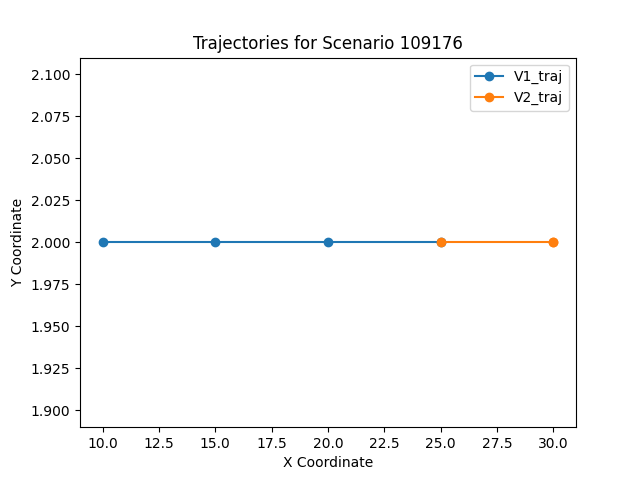 Trajectories for Scenario 109176
V1_traj
V2_traj
2.100
2.075
2.050
2.025
2.000
1.975
1.950
1.925
1.900
Y Coordinate
10.0 12.5 15.0 17.5 20.0 22.5 25.0 27.5 30.0
X Coordinate